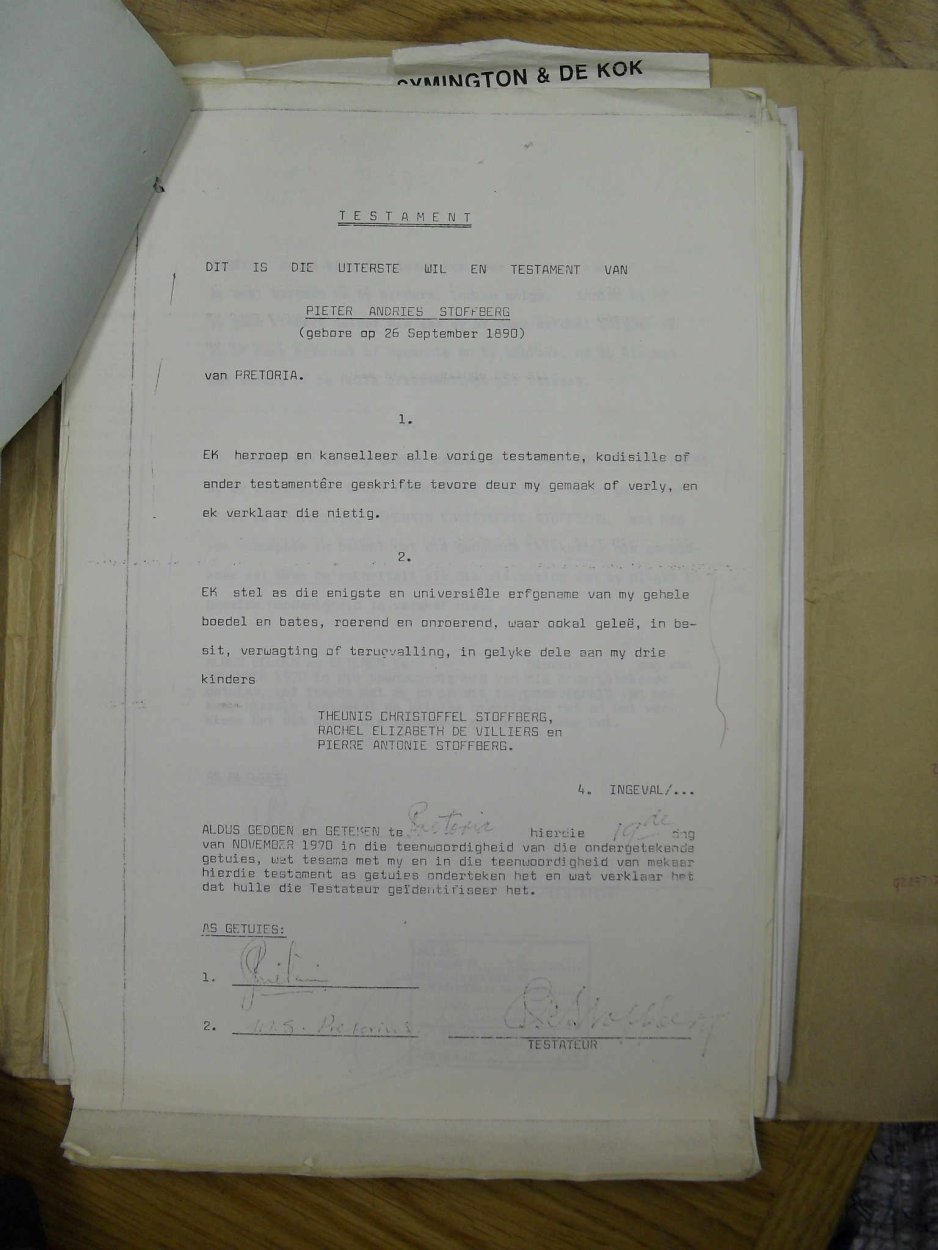 SYMINGTON & DE KOK
TESTAMENT
DIT IS DIE UITERSTE WIL EN TESTAMENT VAN
PIETER ANDRIES STOFFBERG
(gebore op 26 September 1890)
van PRETORIA.
1.
EK herroep en kanselleer alle vorige testamente, kodisille of
ander testamentêre geskrifte tevore deur my gemaak of verly, en
ek verklaar die nietig.
2.
EK stel as die enigste en universiële erfgename van my gehele
boedel en bates, roerend en onroerend, waar ookal geleë, in be-
sit, verwagting of terugvalling, in gelyke dele aan my drie
kinders
THEUNIS CHRISTOFFEL STOFFBERG,
RACHEL ELIZABETH DE VILLIERS en
PIERRE ANTONIE STOFFBERG.
4. INGEVAL/...
ALDUS GEDOEN en GETEKEN te Pretoria hierdie 19de dag
van NOVEMBER 1970 in die teenwoordigheid van die ondergetekende
getuies, wat tesame met my en in die teenwoordigheid van mekaar
hierdie testament as getuies onderteken het en wat verklaar het
dat hulle die Testateur geïdentifiseer het.
AS GETUIES:
1.
2. Pretorius
TESTATEUR